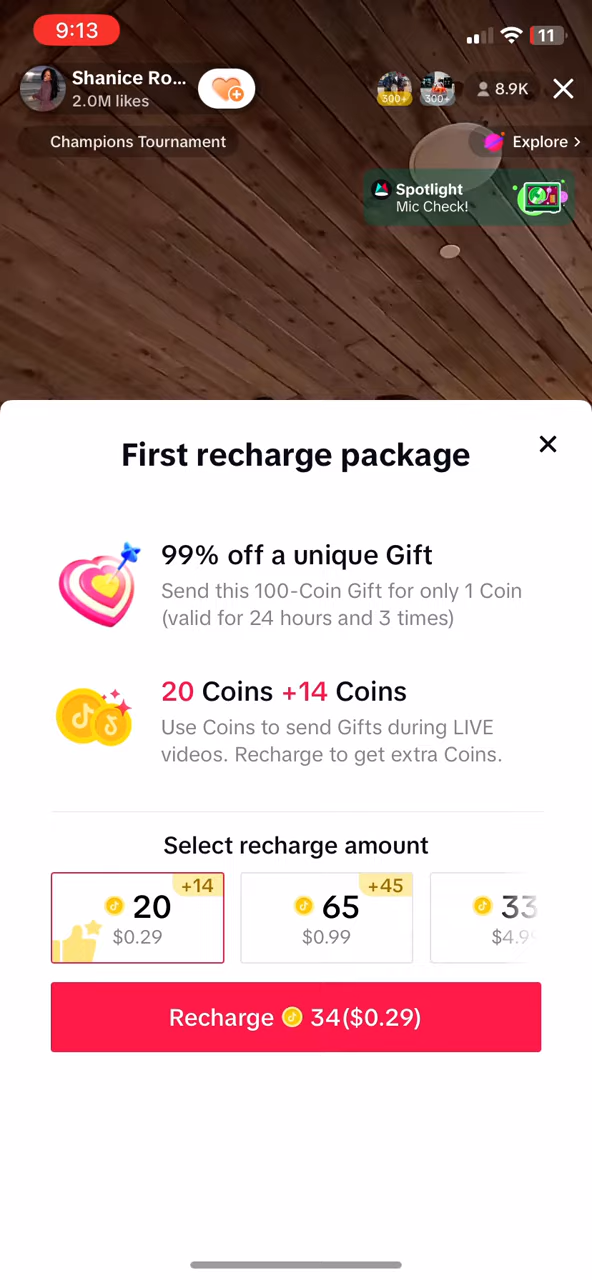 9:13
11
Shanice Ro...
2.0M likes
300+
300+
8.9K
Champions Tournament
Explore >
Spotlight
Mic Check!
First recharge package
99% off a unique Gift
Send this 100-Coin Gift for only 1 Coin
(valid for 24 hours and 3 times)
20 Coins +14 Coins
Use Coins to send Gifts during LIVE
videos. Recharge to get extra Coins.
Select recharge amount
+14
20
$0.29
+45
65
$0.99
33
$4.9
Recharge 34($0.29)